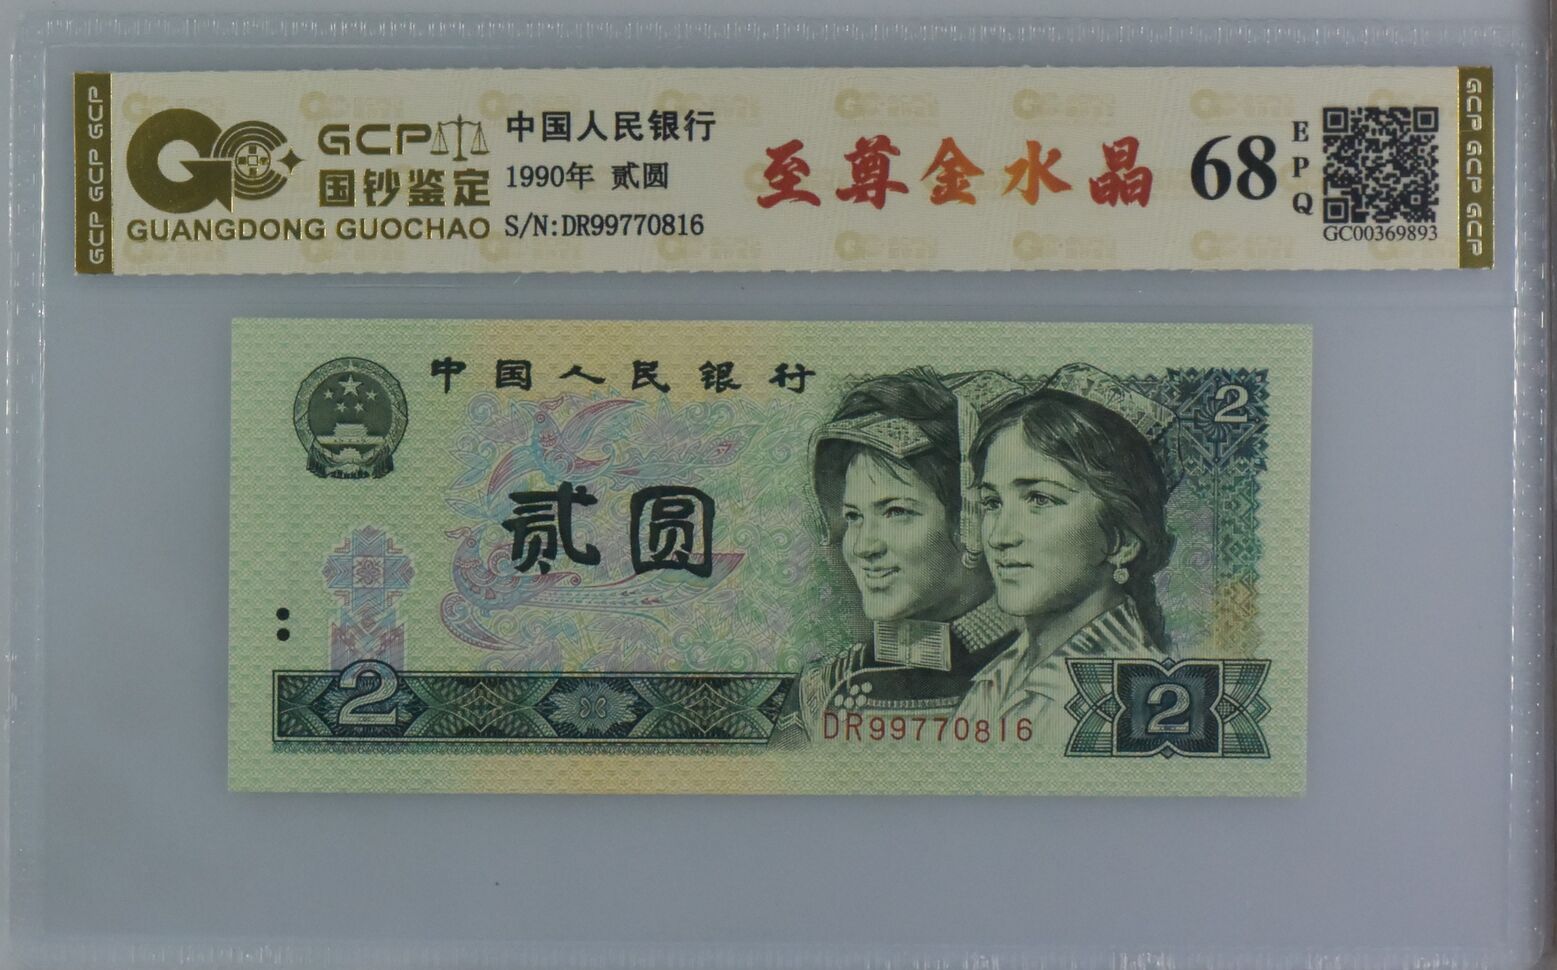 GCP GCP GCP
GCP
国钞鉴定
GUANGDONG GUOCHAO
中国人民银行
1990年 贰圆
S/N:DR99770816
至尊金水晶
68
EPQ
GC00369893
GCP GCP GCP
中国人民银行
2
贰圆
2
DR99770816
2